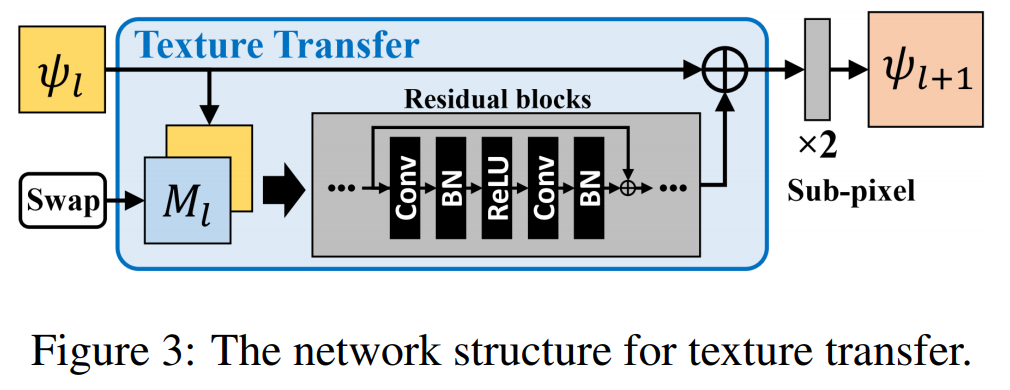 Texture Transfer
ψl
ψl+1
Residual blocks
×2
Sub-pixel
Swap
Ml
••• Conv BN ReLU Conv BN •••
Figure 3: The network structure for texture transfer.